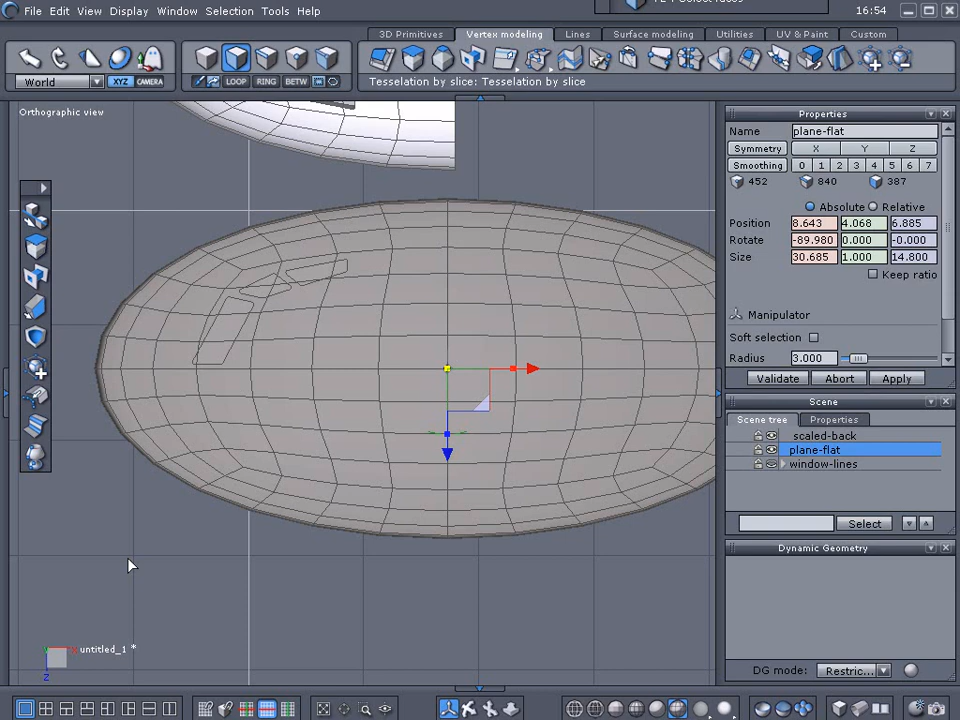 File Edit View Display Window Selection Tools Help 16:54
3D Primitives Vertex modeling Lines Surface modeling Utilities UV & Paint Custom
World XYZ CAMERA LOOP RING BETW
Tesselation by slice: Tesselation by slice
Orthographic view
Properties
Name plane-flat
Symmetry X Y Z
Smoothing 0 1 2 3 4 5 6 7
452 840 387
Absolute Relative
Position 8.643 4.068 6.885
Rotate -89.980 0.000 -0.000
Size 30.685 1.000 14.800
Keep ratio
Manipulator
Soft selection
Radius 3.000
Validate Abort Apply
Scene
Scene tree Properties
scaled-back
plane-flat
window-lines
Select
Dynamic Geometry
DG mode: Restric...
untitled_1 *
Z